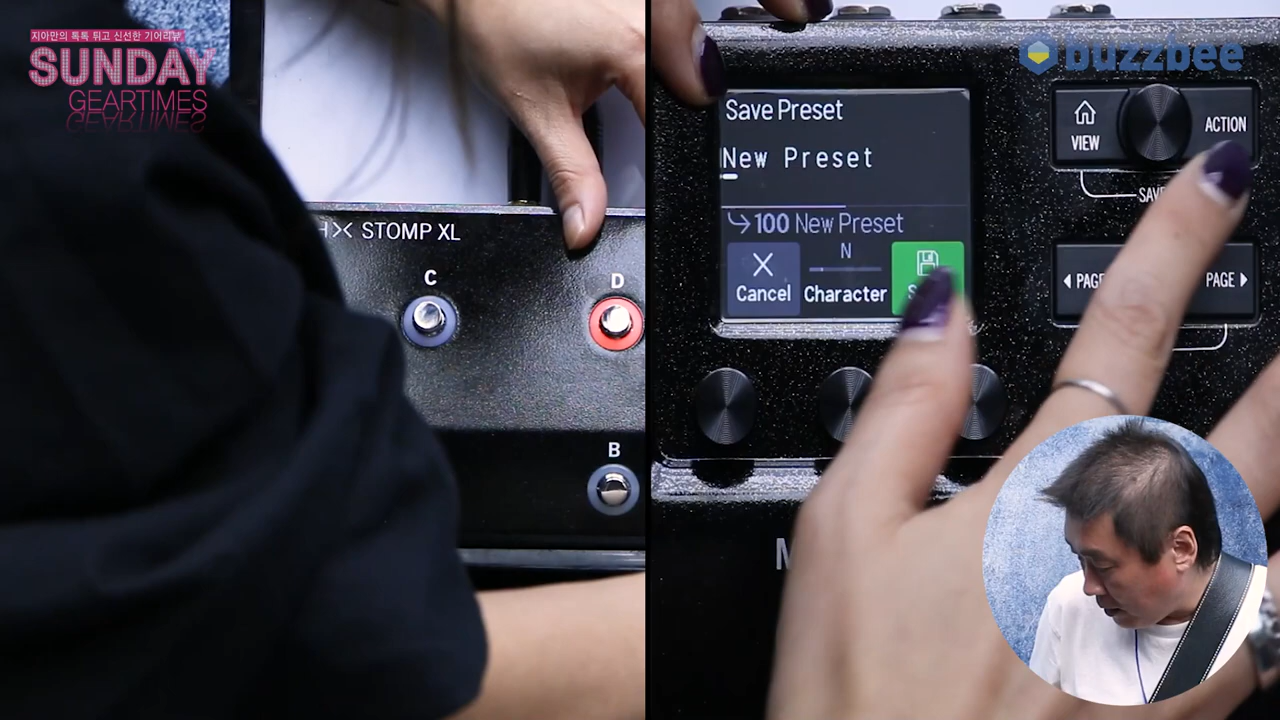 지아만의 톡톡 튀고 신선한 기어리뷰
SUNDAY
GEARTIMES
STOMP XL
C
D
B
buzzbee
Save Preset
New Preset
100 New Preset
N
Cancel
Character
VIEW
ACTION
PAGE